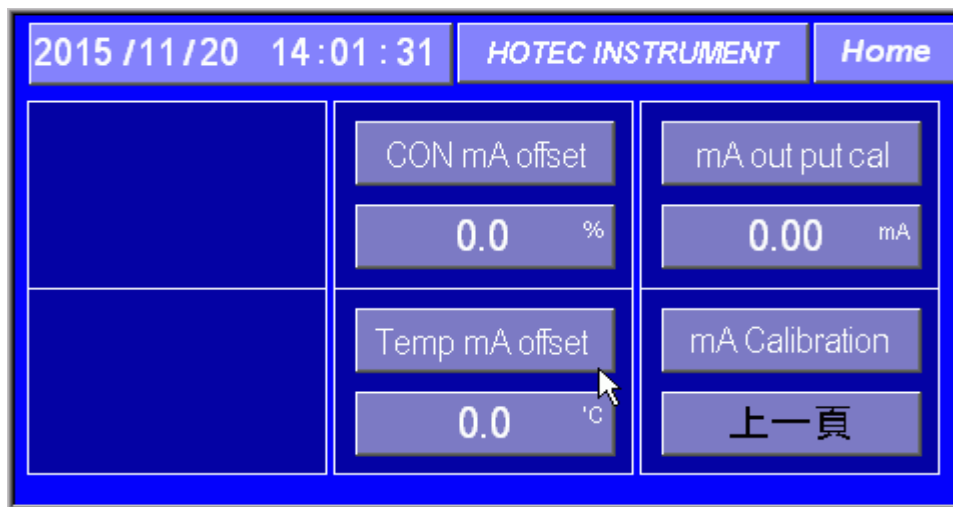 2015 /11/20 14:01:31 HOTEC INSTRUMENT Home
CON mA offset mA out put cal
0.0 % 0.00 mA
Temp mA offset mA Calibration
0.0 'C 上一頁